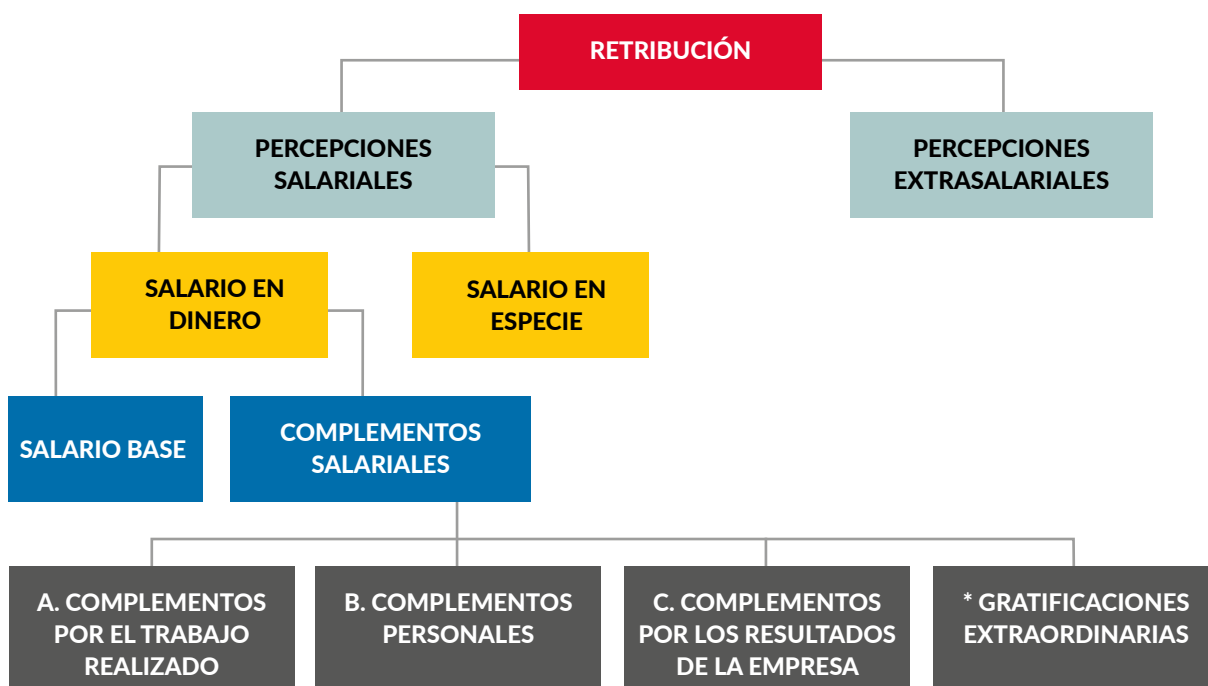 RETRIBUCIÓN
PERCEPCIONES
SALARIALES
PERCEPCIONES
EXTRASALARIALES
SALARIO EN
DINERO
SALARIO EN
ESPECIE
SALARIO BASE
COMPLEMENTOS
SALARIALES
A. COMPLEMENTOS
POR EL TRABAJO
REALIZADO
B. COMPLEMENTOS
PERSONALES
C. COMPLEMENTOS
POR LOS RESULTADOS
DE LA EMPRESA
* GRATIFICACIONES
EXTRAORDINARIAS